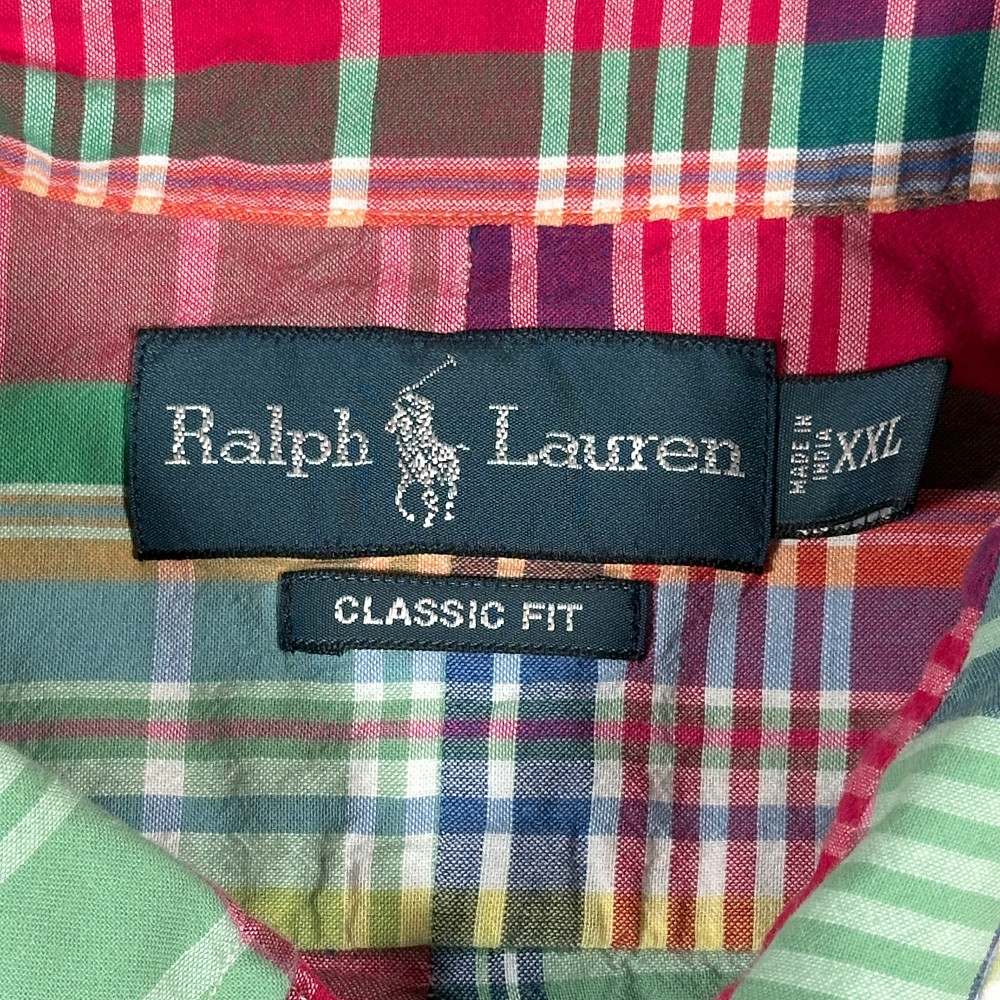 Ralph Lauren
MADE IN
INDIA
XXL
CLASSIC FIT